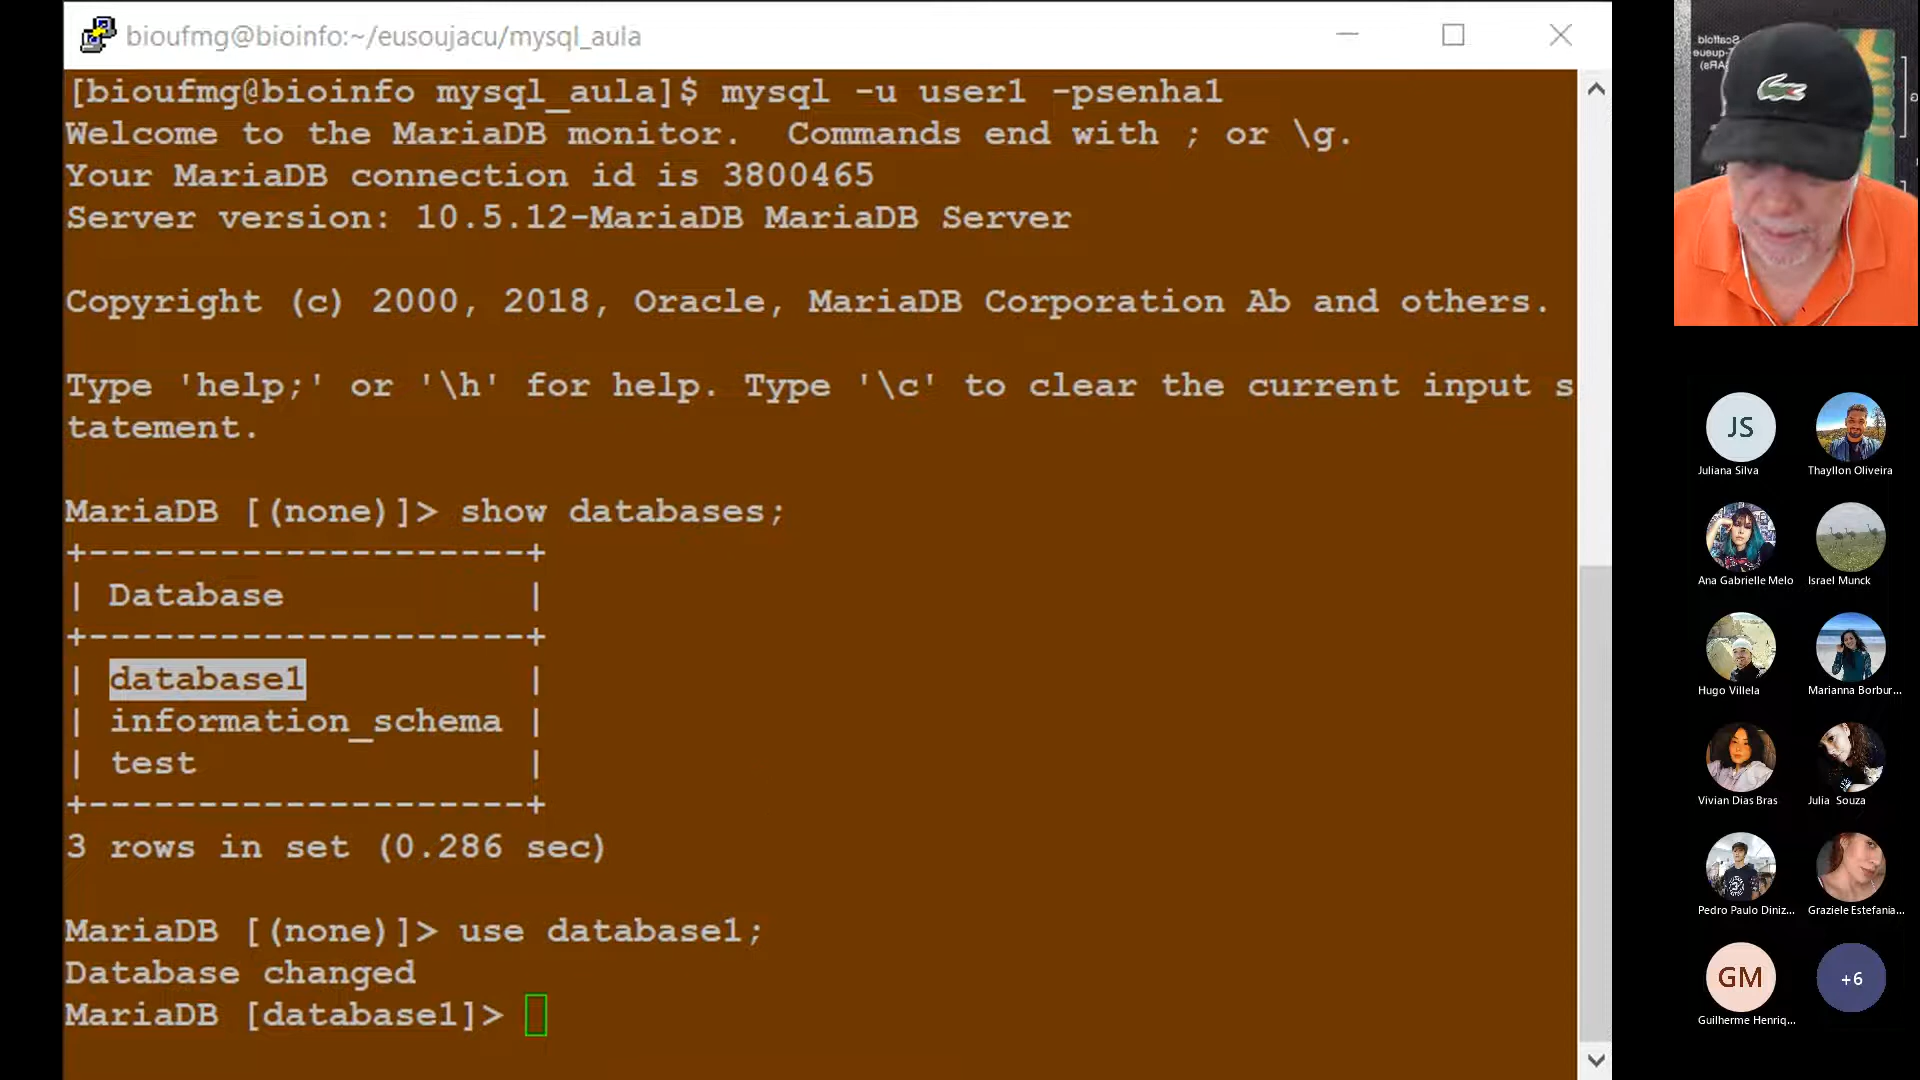 bioufmg@bioinfo:~/eusoujacu/mysql_aula
[bioufmg@bioinfo mysql_aula]$ mysql -u user1 -psenha1
Welcome to the MariaDB monitor.  Commands end with ; or \g.
Your MariaDB connection id is 3800465
Server version: 10.5.12-MariaDB MariaDB Server
Copyright (c) 2000, 2018, Oracle, MariaDB Corporation Ab and others.
Type 'help;' or '\h' for help. Type '\c' to clear the current input s
tatement.
MariaDB [(none)]> show databases;
+--------------------+
| Database           |
+--------------------+
| database1          |
| information_schema |
| test               |
+--------------------+
3 rows in set (0.286 sec)
MariaDB [(none)]> use database1;
Database changed
MariaDB [database1]>
Scaffold
JS
Juliana Silva
Thayllon Oliveira
Ana Gabrielle Melo
Israel Munck
Hugo Villela
Marianna Borbur...
Vivian Dias Bras
Julia Souza
Pedro Paulo Diniz...
Graziele Estefania...
GM
Guilherme Henriq...
+6